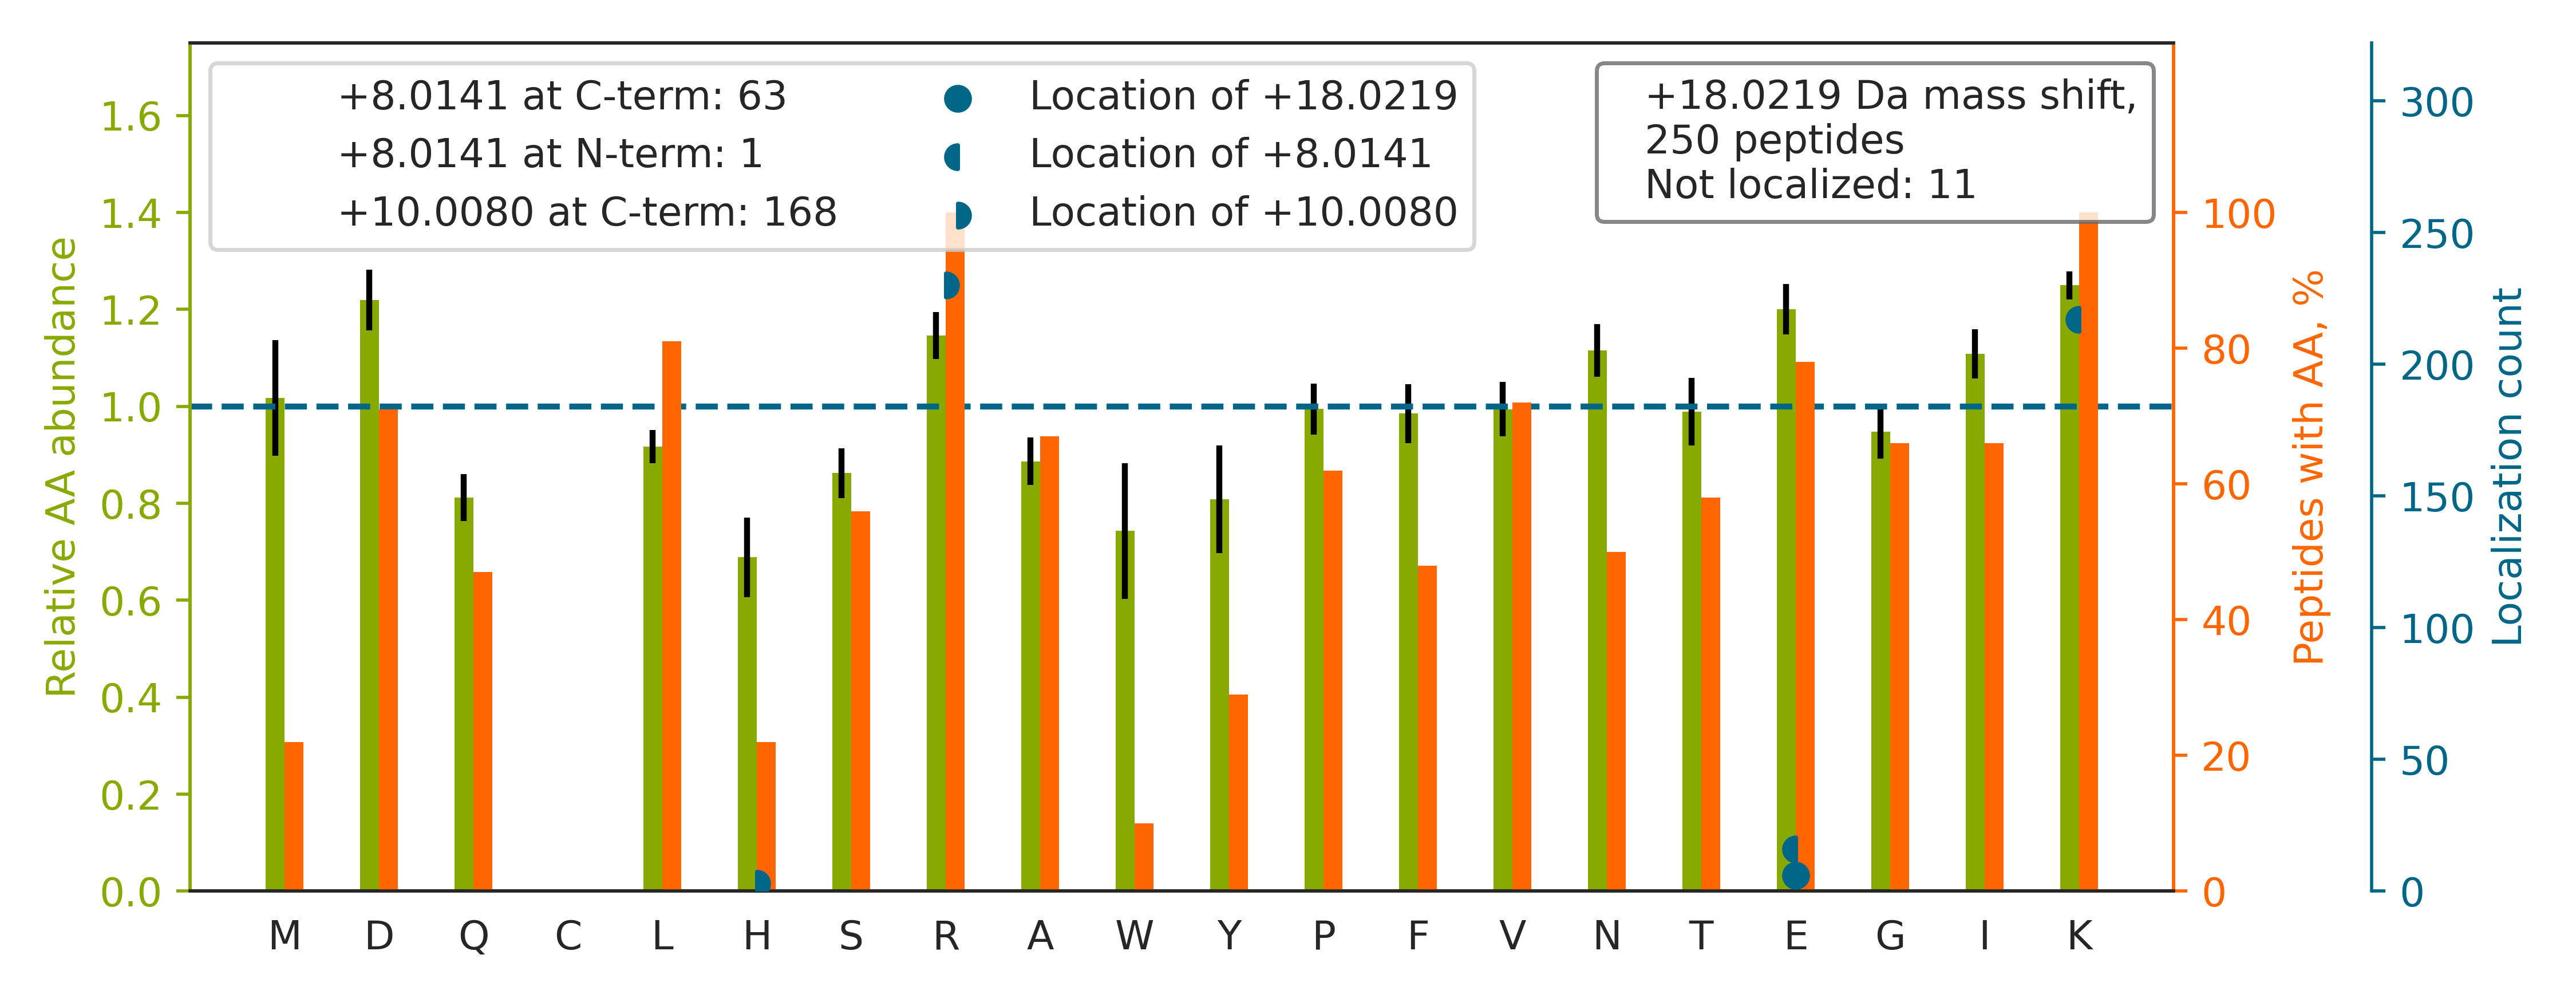 +8.0141 at C-term: 63
+8.0141 at N-term: 1
+10.0080 at C-term: 168
Location of +18.0219
Location of +8.0141
Location of +10.0080
+18.0219 Da mass shift,
250 peptides
Not localized: 11
Relative AA abundance
1.6
1.4
1.2
1.0
0.8
0.6
0.4
0.2
0.0
M D Q C L H S R A W Y P F V N T E G I K
100
80
60
40
20
0
Peptides with AA, %
300
250
200
150
100
50
0
Localization count